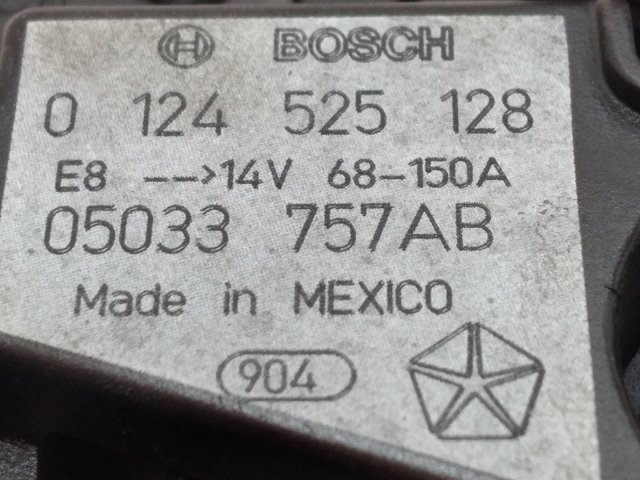 BOSCH
0 124 525 128
E8 -->14V 68-150A
05033 757AB
Made in MEXICO
904